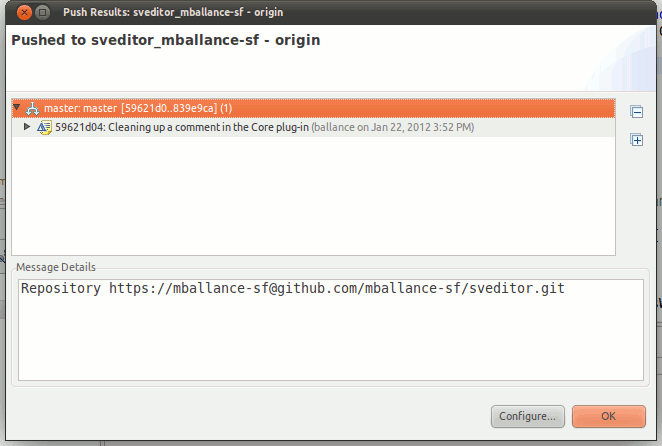 Push Results: sveditor_mballance-sf - origin
Pushed to sveditor_mballance-sf - origin
master: master [59621d0..839e9ca] (1)
59621d04: Cleaning up a comment in the Core plug-in (ballance on Jan 22, 2012 3:52 PM)
Message Details
Repository https://mballance-sf@github.com/mballance-sf/sveditor.git
Configure...
OK